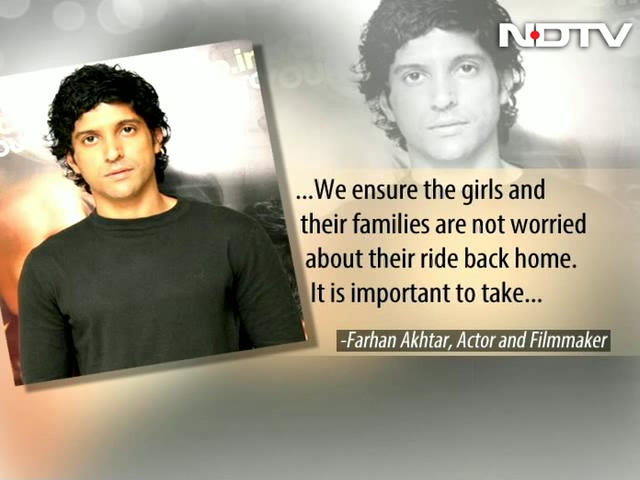 NDTV
...We ensure the girls and
their families are not worried
about their ride back home.
It is important to take...
-Farhan Akhtar, Actor and Filmmaker